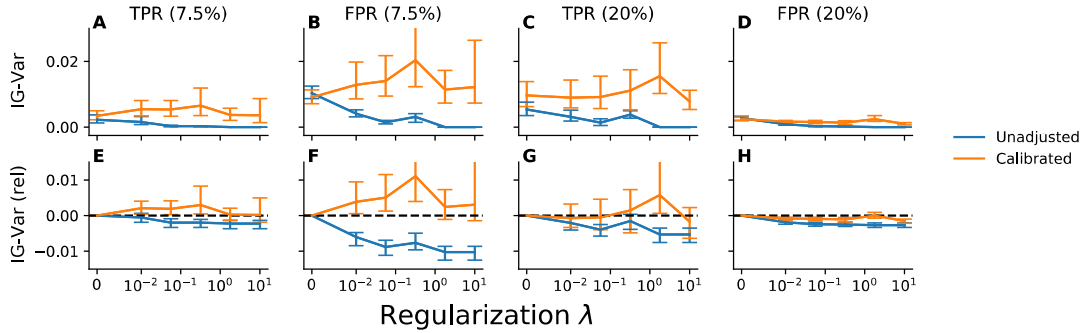 A TPR (7.5%) B FPR (7.5%) C TPR (20%) D FPR (20%)
IG-Var
0.02
0.00
Unadjusted
Calibrated
E F G H
IG-Var (rel)
0.01
0.00
−0.01
0 10⁻² 10⁻¹ 10⁰ 10¹ 0 10⁻² 10⁻¹ 10⁰ 10¹ 0 10⁻² 10⁻¹ 10⁰ 10¹ 0 10⁻² 10⁻¹ 10⁰ 10¹
Regularization λ